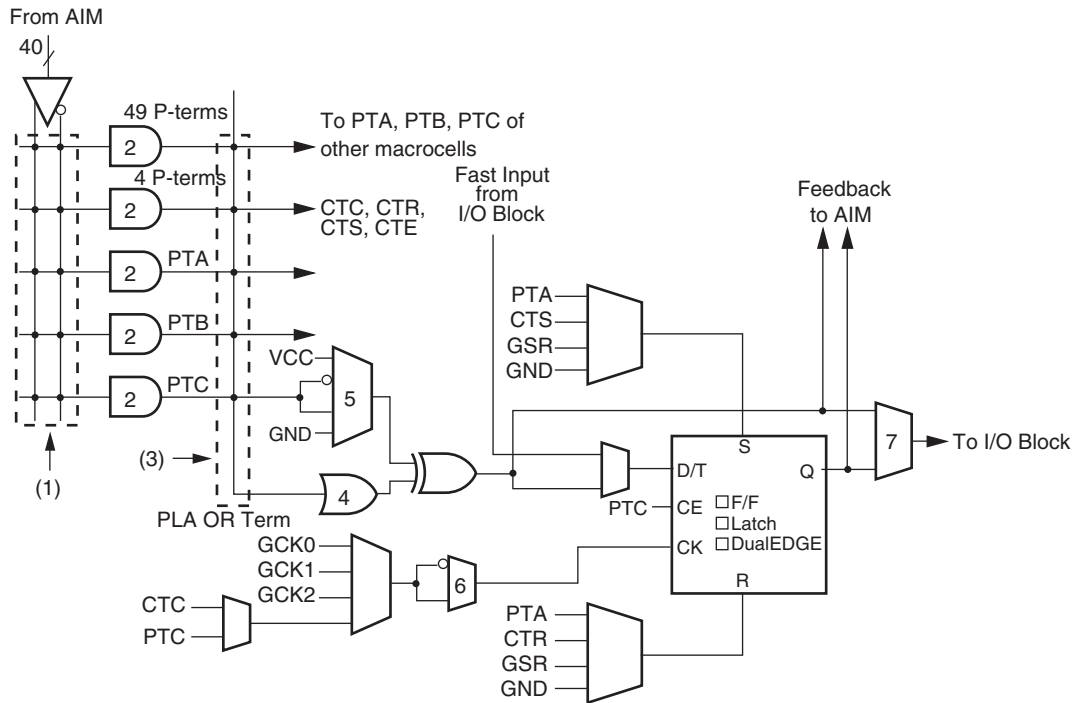 From AIM
40
49 P-terms
2
To PTA, PTB, PTC of
other macrocells
4 P-terms
2
CTC, CTR,
CTS, CTE
Fast Input
from
I/O Block
Feedback
to AIM
PTA
2
PTB
2
PTC
2
(1)
(3)
PLA OR Term
VCC
GND
5
4
PTA
CTS
GSR
GND
7
To I/O Block
S
D/T
Q
PTC
CE
F/F
Latch
DualEDGE
CK
R
GCK0
GCK1
GCK2
CTC
PTC
6
PTA
CTR
GSR
GND